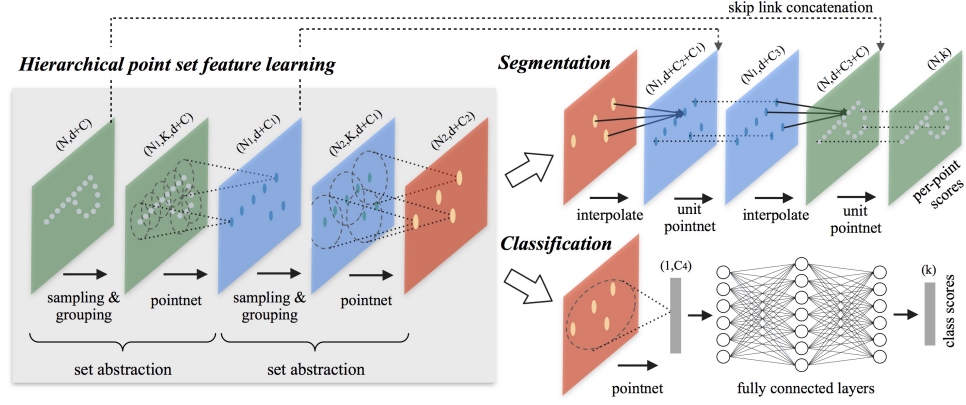 skip link concatenation
Hierarchical point set feature learning
(N,d+C)
(N1,K,d+C)
(N1,d+C1)
(N2,K,d+C1)
(N2,d+C2)
sampling &
grouping
pointnet
sampling &
grouping
pointnet
set abstraction
set abstraction
Segmentation
(N1,d+C2+C1)
(N1,d+C3)
(N,d+C3+C)
(N,k)
interpolate
unit
pointnet
interpolate
unit
pointnet
per-point
scores
Classification
(1,C4)
pointnet
fully connected layers
(k)
class scores